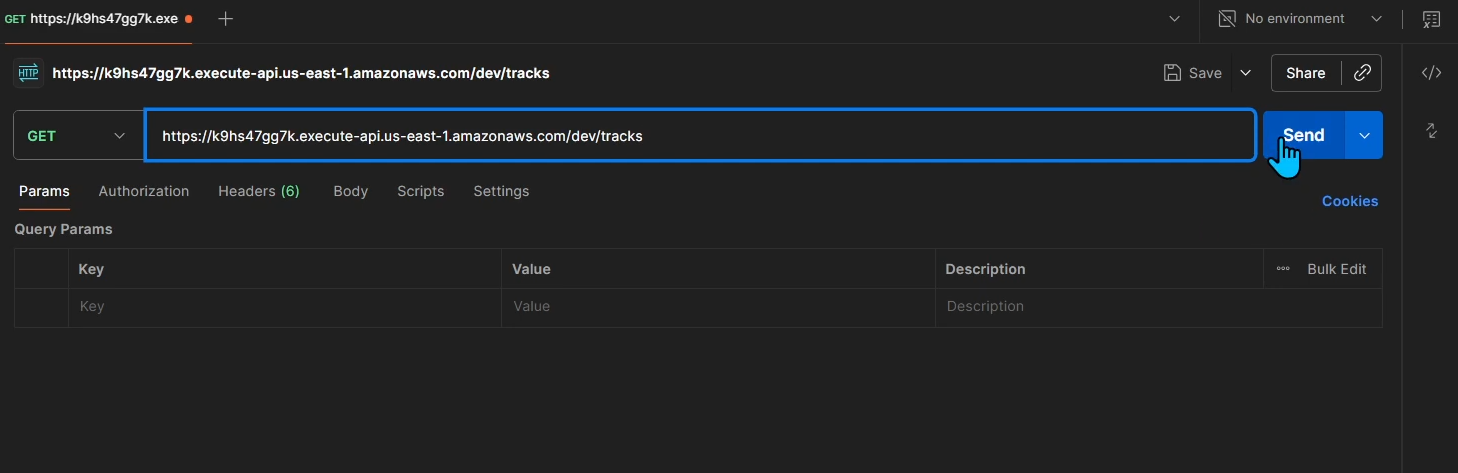 GET https://k9hs47gg7k.exe
No environment
HTTP https://k9hs47gg7k.execute-api.us-east-1.amazonaws.com/dev/tracks
Save Share
GET https://k9hs47gg7k.execute-api.us-east-1.amazonaws.com/dev/tracks Send
Params Authorization Headers (6) Body Scripts Settings
Cookies
Query Params
Key Value Description Bulk Edit
Key Value Description